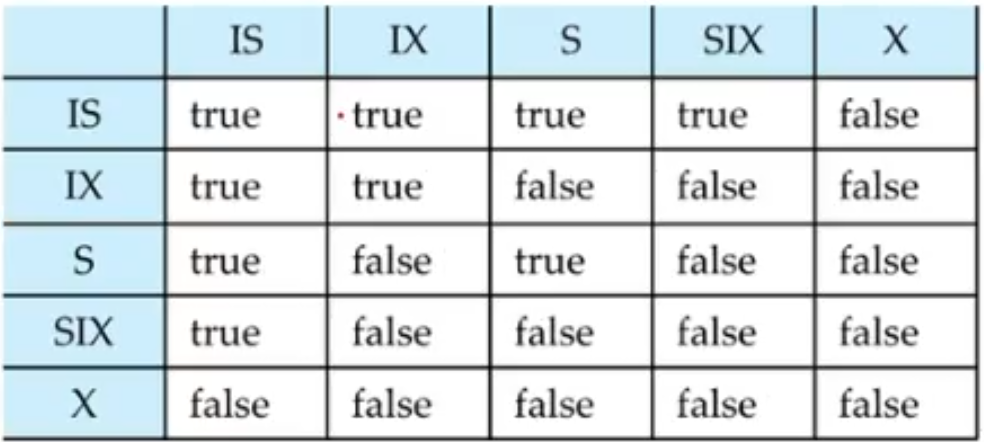 IS IX S SIX X
IS true true true true false
IX true true false false false
S true false true false false
SIX true false false false false
X false false false false false